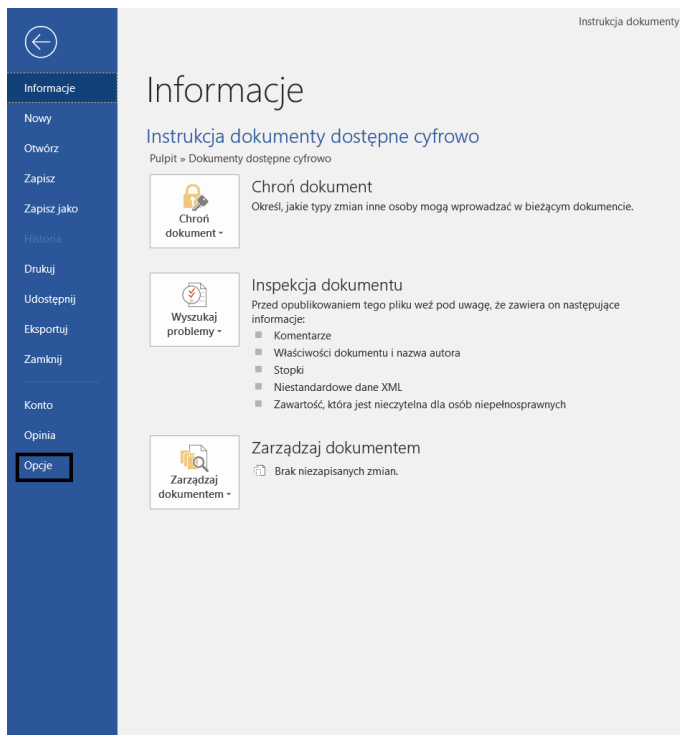 Instrukcja dokumenty
Informacje
Nowy
Otwórz
Zapisz
Zapisz jako
Historia
Drukuj
Udostępnij
Eksportuj
Zamknij
Konto
Opinia
Opcje
Informacje
Instrukcja dokumenty dostępne cyfrowo
Pulpit » Dokumenty dostępne cyfrowo
Chroń
dokument
Chroń dokument
Określ, jakie typy zmian inne osoby mogą wprowadzać w bieżącym dokumencie.
Wyszukaj
problemy
Inspekcja dokumentu
Przed opublikowaniem tego pliku weź pod uwagę, że zawiera on następujące
informacje:
Komentarze
Właściwości dokumentu i nazwa autora
Stopki
Niestandardowe dane XML
Zawartość, która jest nieczytelna dla osób niepełnosprawnych
Zarządzaj
dokumentem
Zarządzaj dokumentem
Brak niezapisanych zmian.